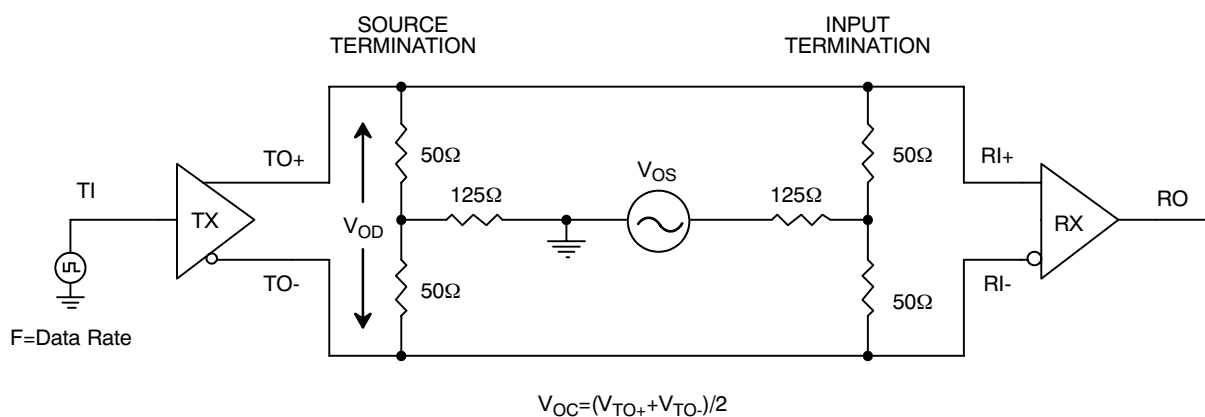 SOURCE
TERMINATION
INPUT
TERMINATION
TO+
50Ω
50Ω
RI+
TI
V_OS
125Ω
125Ω
RO
TX
V_OD
RX
TO-
50Ω
50Ω
RI-
F=Data Rate
V_OC=(V_TO+ +V_TO-)/2